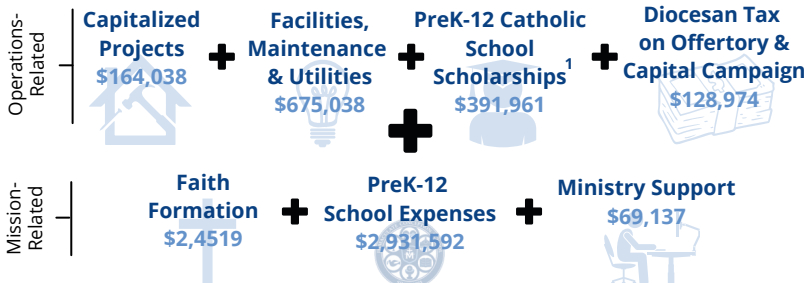 Operations-
Related
Capitalized
Projects
$164,038
Facilities,
Maintenance
& Utilities
$675,038
PreK-12 Catholic
School
Scholarships1
$391,961
Diocesan Tax
on Offertory &
Capital Campaign
$128,974
Mission-
Related
Faith
Formation
$2,4519
PreK-12
School Expenses
$2,931,592
Ministry Support
$69,137